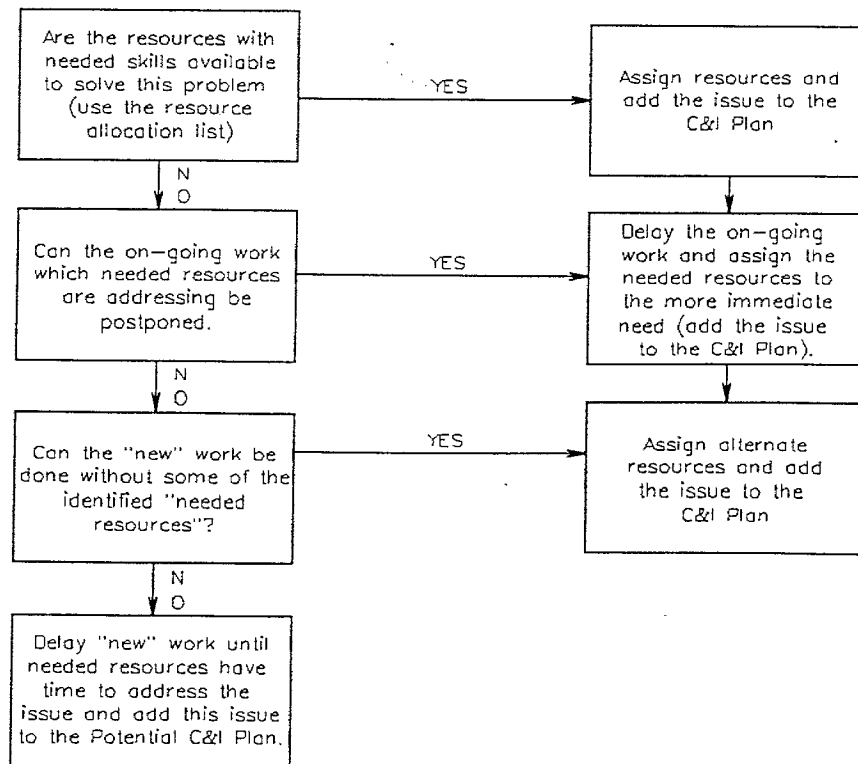 Are the resources with
needed skills available
to solve this problem
(use the resource
allocation list)
YES
Assign resources and
add the issue to the
C&I Plan
N
O
Can the on-going work
which needed resources
are addressing be
postponed.
YES
Delay the on-going
work and assign the
needed resources to
the more immediate
need (add the issue
to the C&I Plan).
N
O
Can the "new" work be
done without some of the
identified "needed
resources"?
YES
Assign alternate
resources and add
the issue to the
C&I Plan
N
O
Delay "new" work until
needed resources have
time to address the
issue and add this issue
to the Potential C&I Plan.